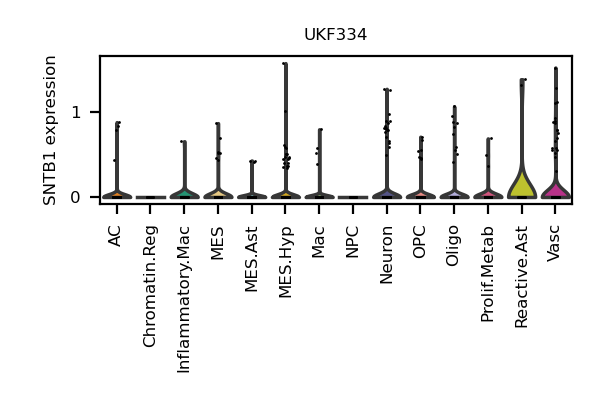 UKF334
SNTB1 expression
1
0
AC
Chromatin.Reg
Inflammatory.Mac
MES
MES.Ast
MES.Hyp
Mac
NPC
Neuron
OPC
Oligo
Prolif.Metab
Reactive.Ast
Vasc